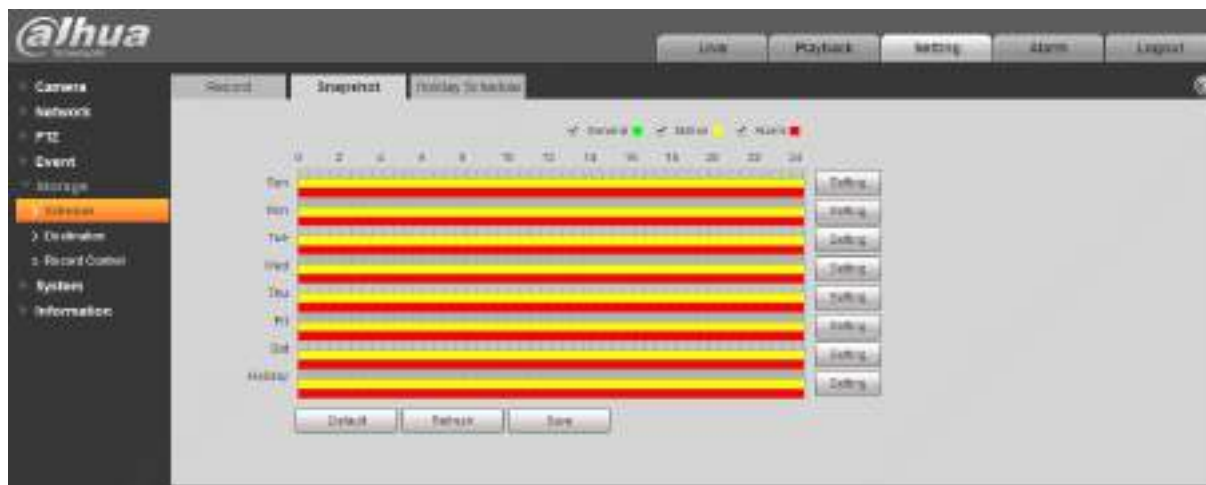 alhua
Live Playback Setting Alarm Logout
Camera
Network
PTZ
Event
Storage
Schedule
Destination
Record Control
System
Information
Record Snapshot Holiday Schedule
General Motion Alarm
0 2 4 6 8 10 12 14 16 18 20 22 24
Sun Setting
Mon Setting
Tue Setting
Wed Setting
Thu Setting
Fri Setting
Sat Setting
Holiday Setting
Default Refresh Save